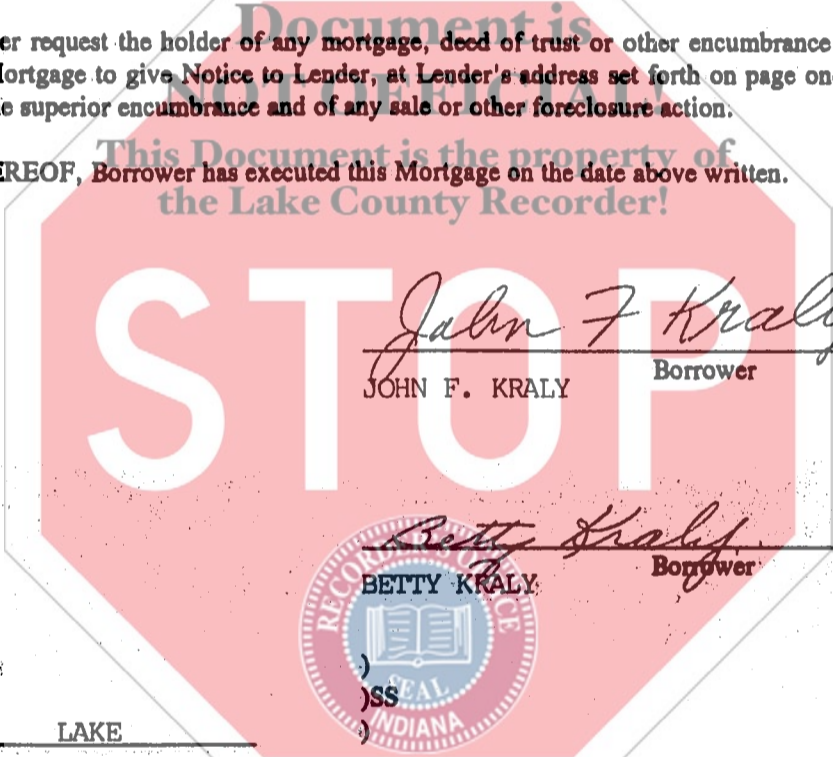 Document is
er request the holder of any mortgage, deed of trust or other encumbrance
Mortgage to give Notice to Lender, at Lender's address set forth on page on
NOT OFFICIAL!
e superior encumbrance and of any sale or other foreclosure action.
This Document is the property of
EREOF, Borrower has executed this Mortgage on the date above written.
the Lake County Recorder!
STOP
John F Kraly
Borrower
JOHN F. KRALY
Betty Kraly
Borrower
BETTY KRALY
RECORDER'S OFFICE
)
SEAL
)SS
INDIANA
LAKE )